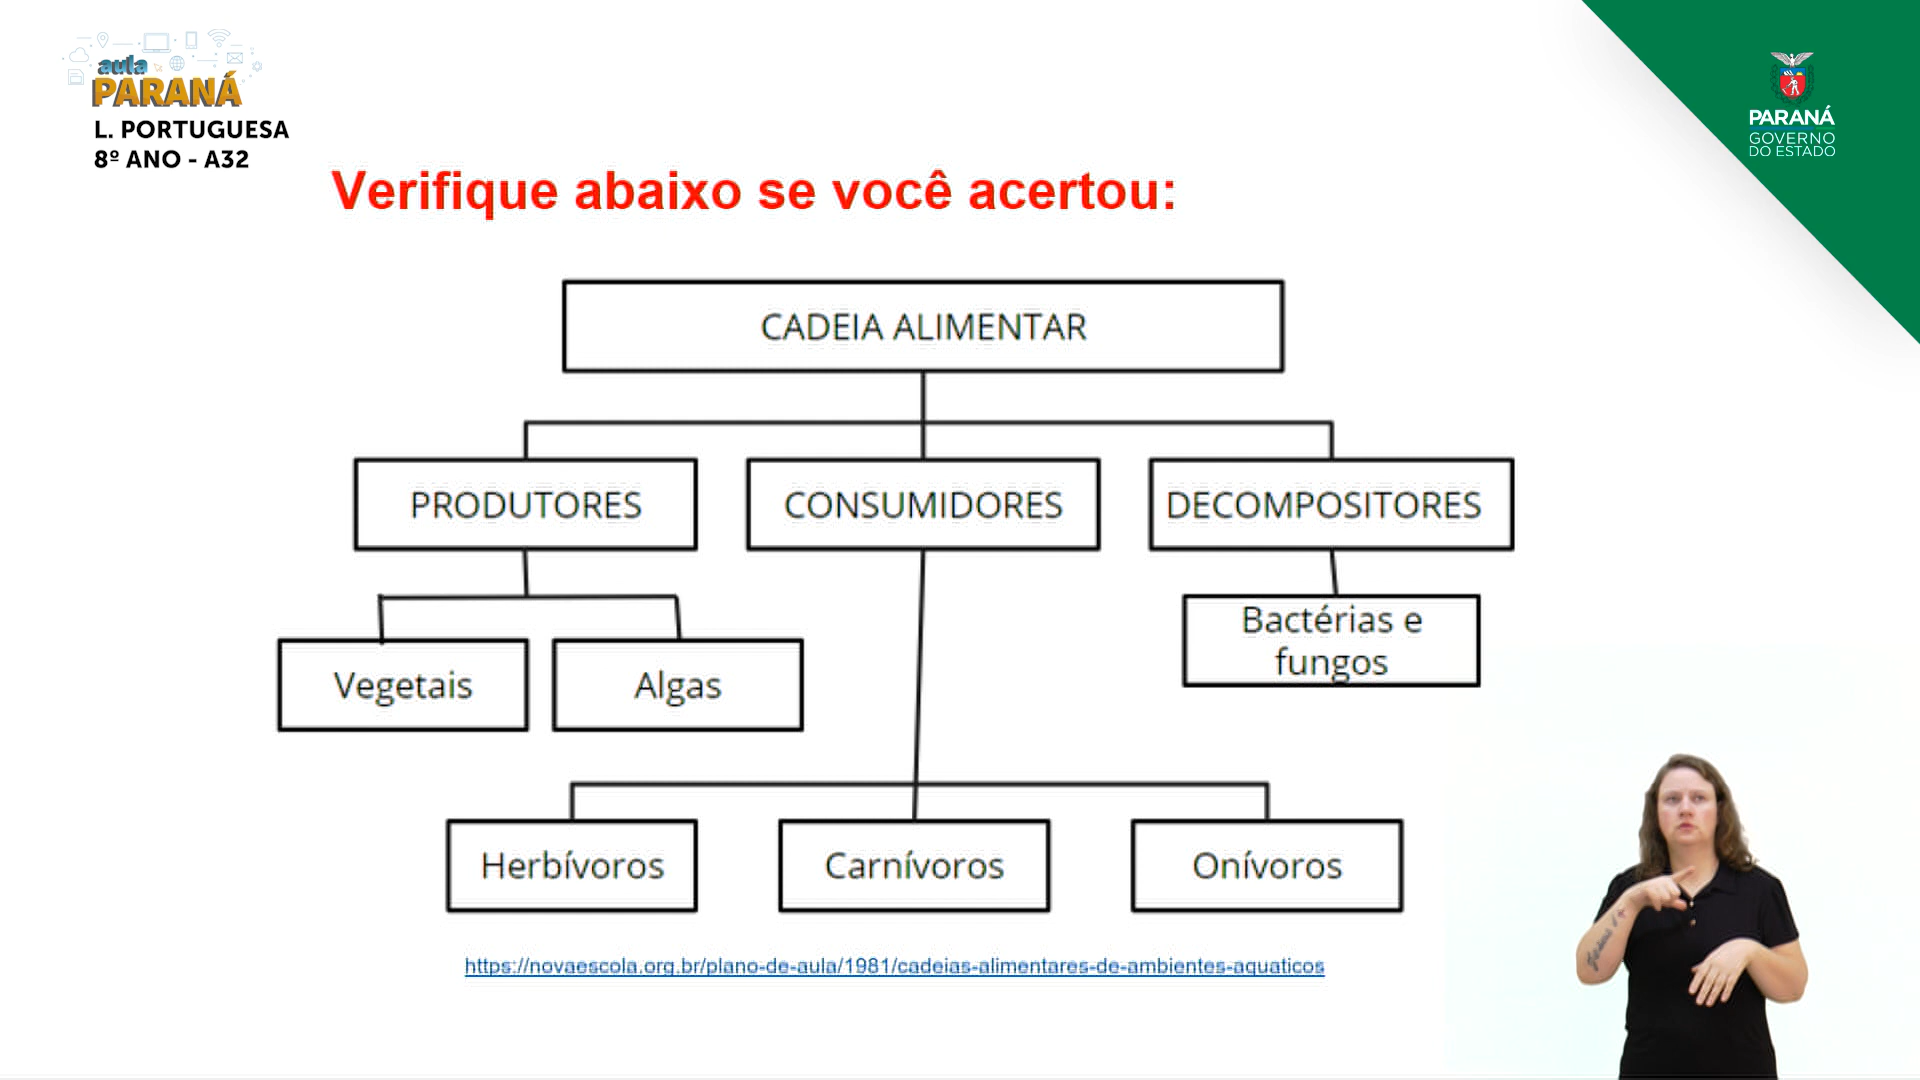 aula
PARANÁ
L. PORTUGUESA
8º ANO - A32
PARANÁ
GOVERNO
DO ESTADO
Verifique abaixo se você acertou:
CADEIA ALIMENTAR
PRODUTORES
CONSUMIDORES
DECOMPOSITORES
Bactérias e
fungos
Vegetais
Algas
Herbívoros
Carnívoros
Onívoros
https://novaescola.org.br/plano-de-aula/1981/cadeias-alimentares-de-ambientes-aquaticos